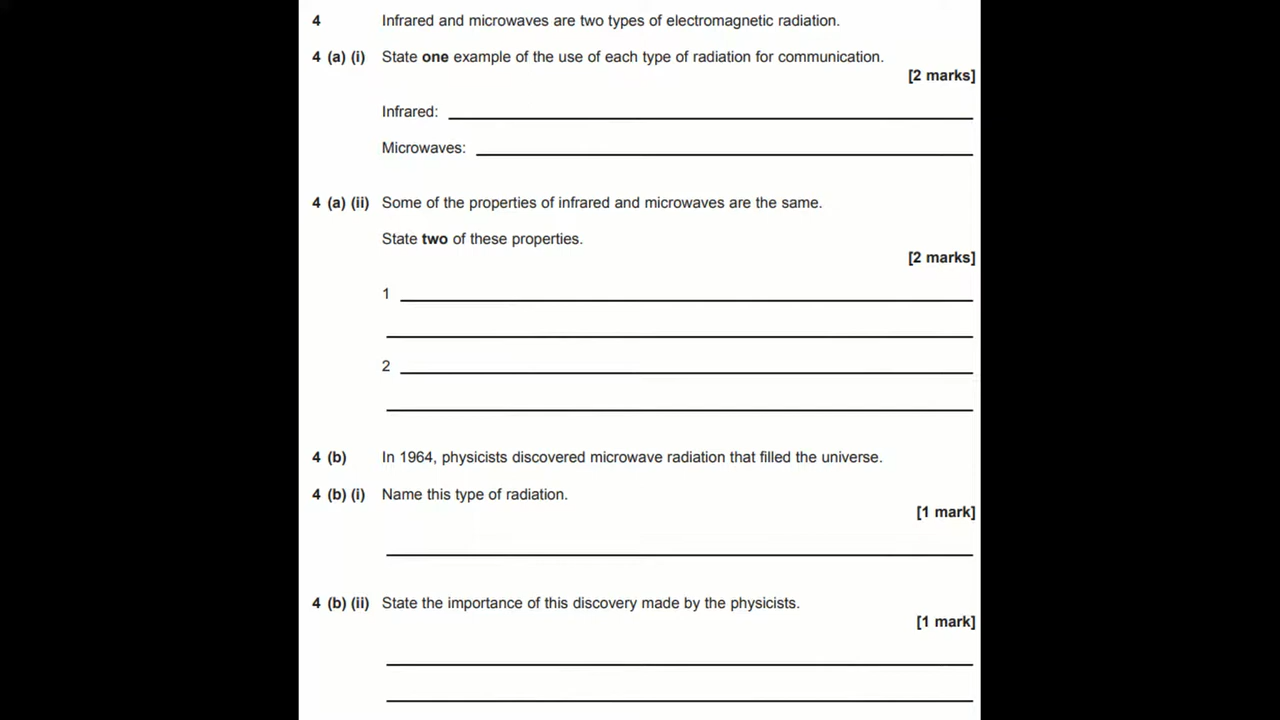 4 Infrared and microwaves are two types of electromagnetic radiation.
4 (a) (i) State one example of the use of each type of radiation for communication.
[2 marks]
Infrared:
Microwaves:
4 (a) (ii) Some of the properties of infrared and microwaves are the same.
State two of these properties.
[2 marks]
1
2
4 (b) In 1964, physicists discovered microwave radiation that filled the universe.
4 (b) (i) Name this type of radiation.
[1 mark]
4 (b) (ii) State the importance of this discovery made by the physicists.
[1 mark]